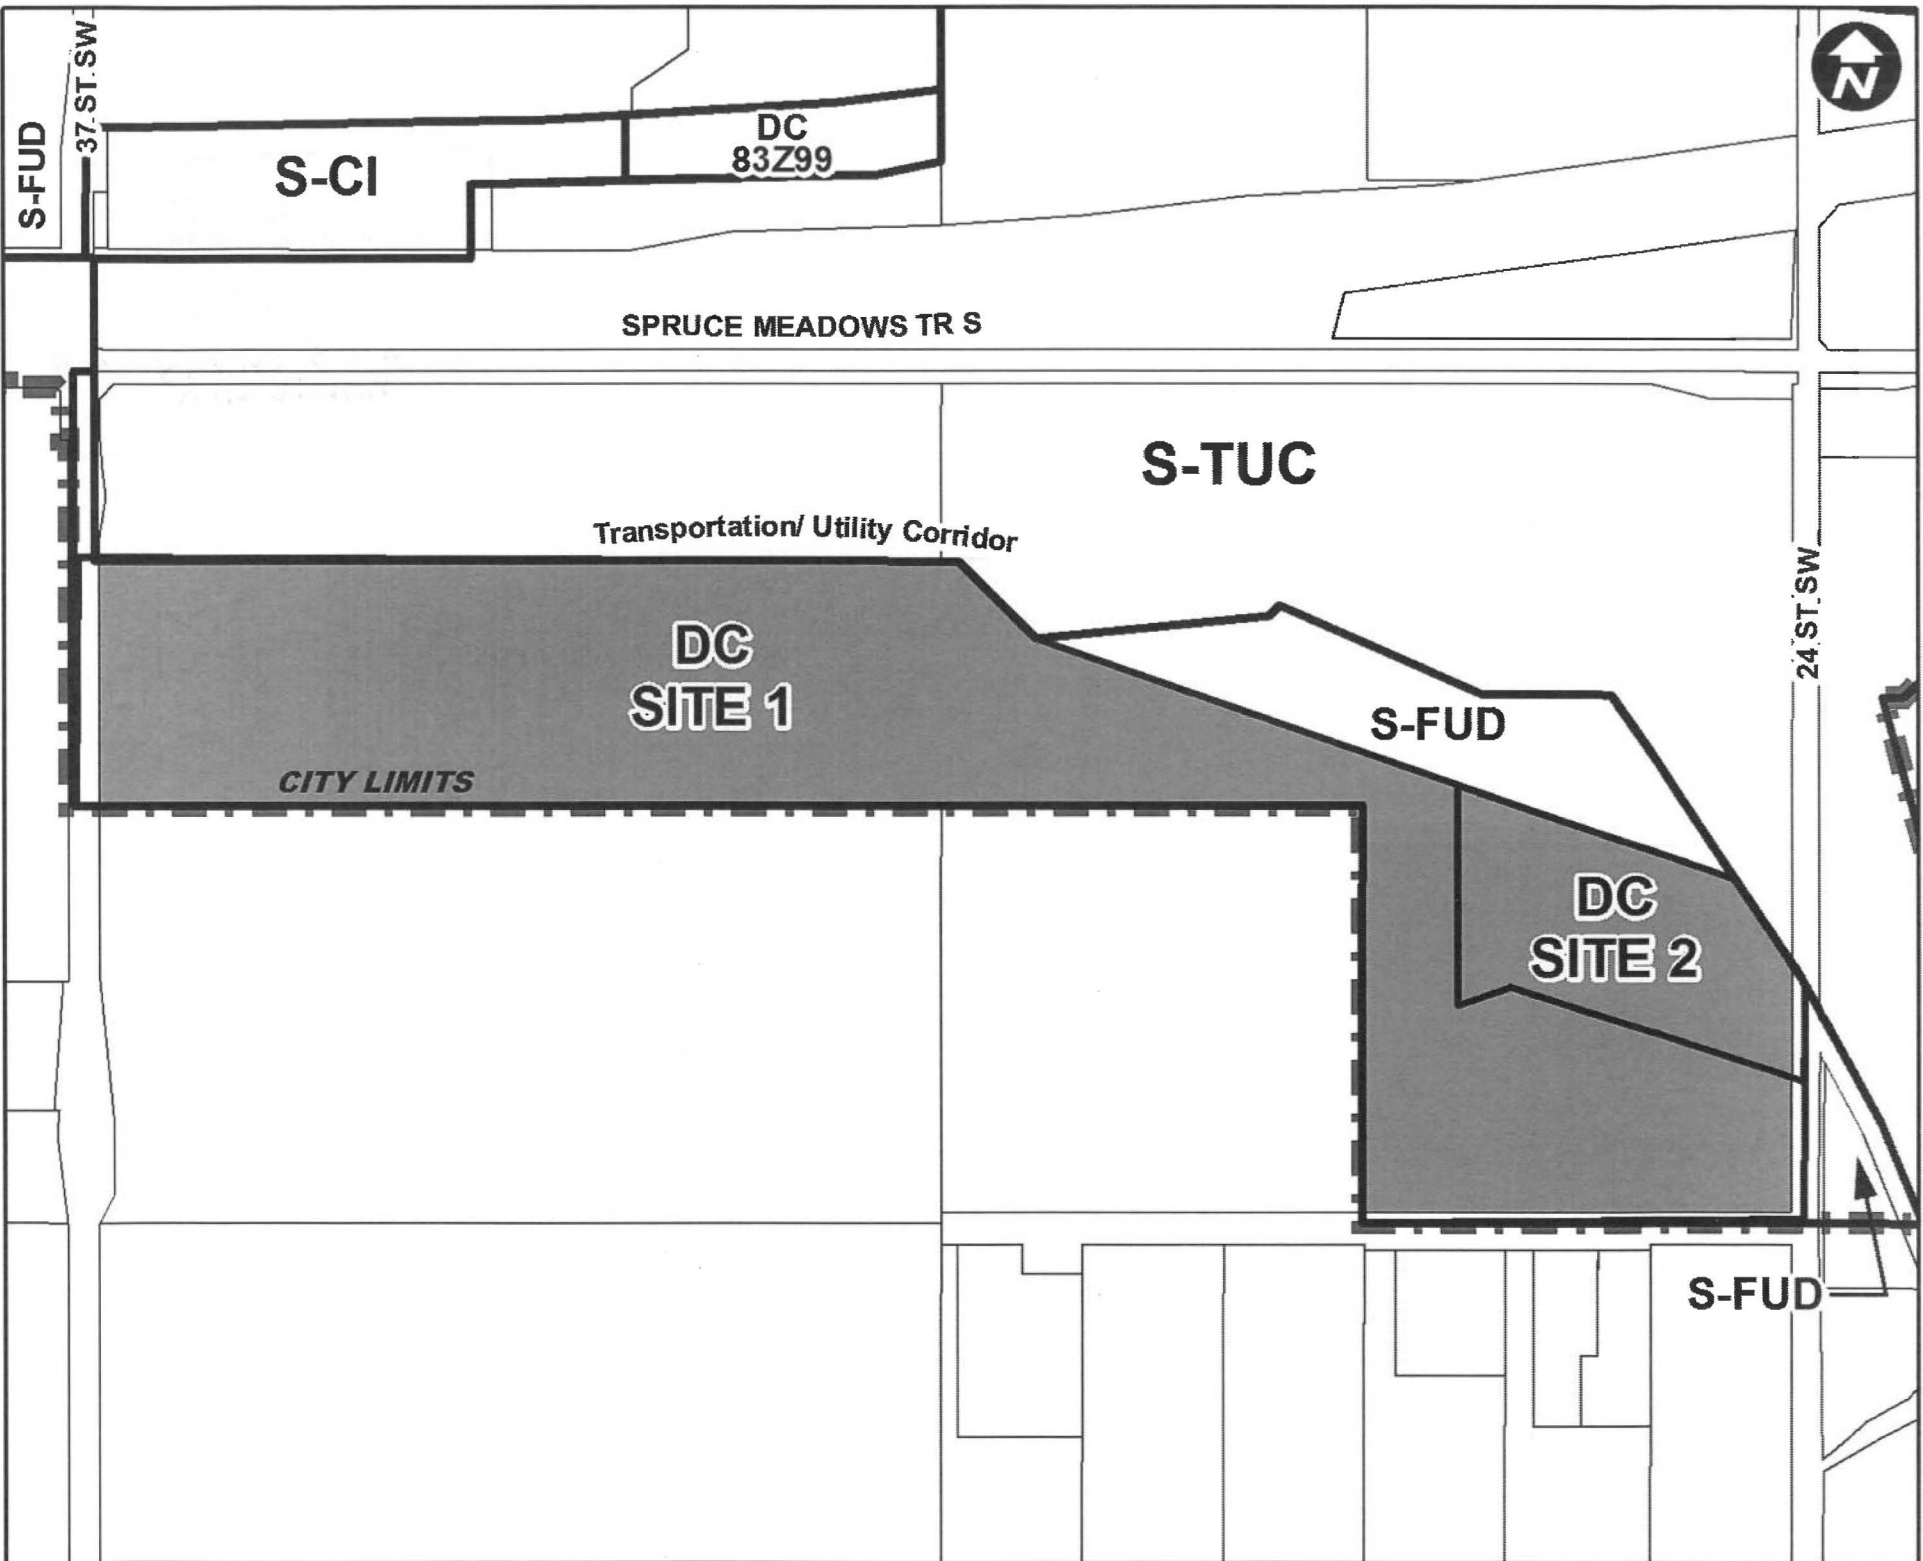 S-FUD
37 ST. SW
S-CI
DC
83Z99
N
SPRUCE MEADOWS TR S
S-TUC
Transportation/ Utility Corridor
24 ST. SW
DC
SITE 1
S-FUD
CITY LIMITS
DC
SITE 2
S-FUD